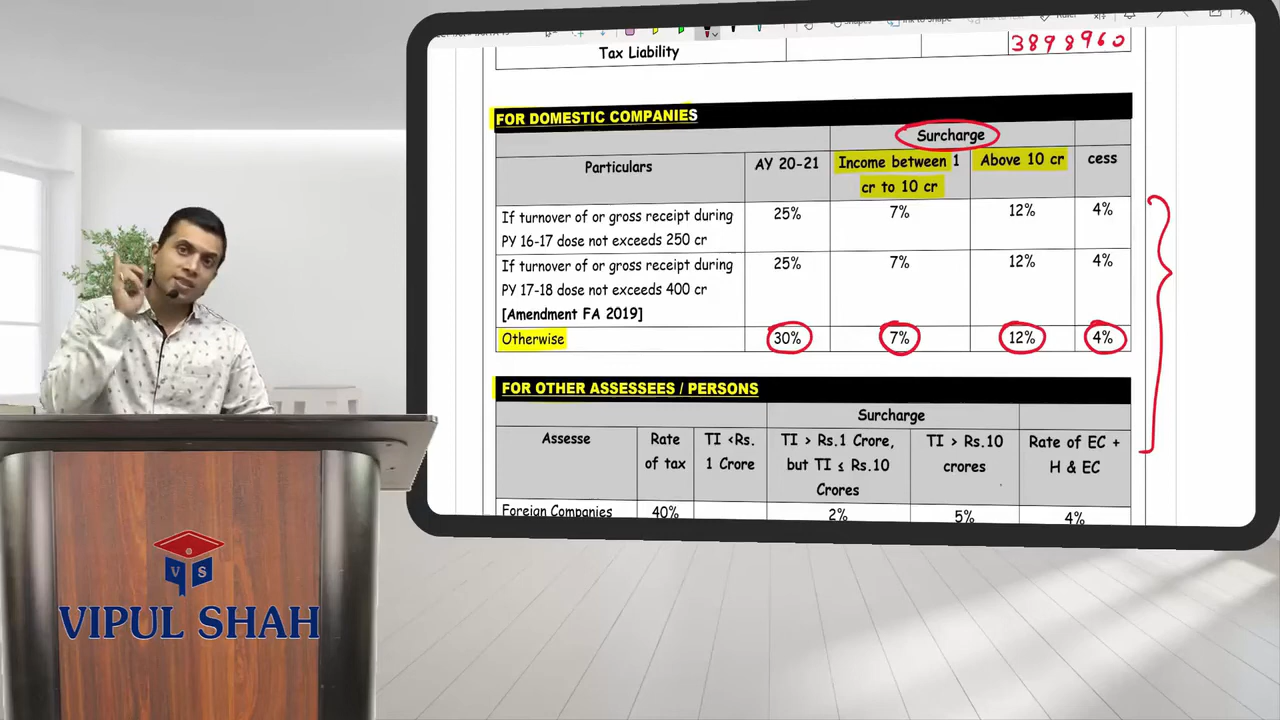 Tax Liability
3898960
FOR DOMESTIC COMPANIES
Surcharge
Particulars AY 20-21 Income between 1 cr to 10 cr Above 10 cr cess
If turnover of or gross receipt during PY 16-17 dose not exceeds 250 cr 25% 7% 12% 4%
If turnover of or gross receipt during PY 17-18 dose not exceeds 400 cr [Amendment FA 2019] 25% 7% 12% 4%
Otherwise 30% 7% 12% 4%
FOR OTHER ASSESSEES / PERSONS
Surcharge
Assesse Rate of tax TI <Rs. 1 Crore TI > Rs.1 Crore, but TI ≤ Rs.10 Crores TI > Rs.10 crores Rate of EC + H & EC
Foreign Companies 40% 2% 5% 4%
V S
VIPUL SHAH